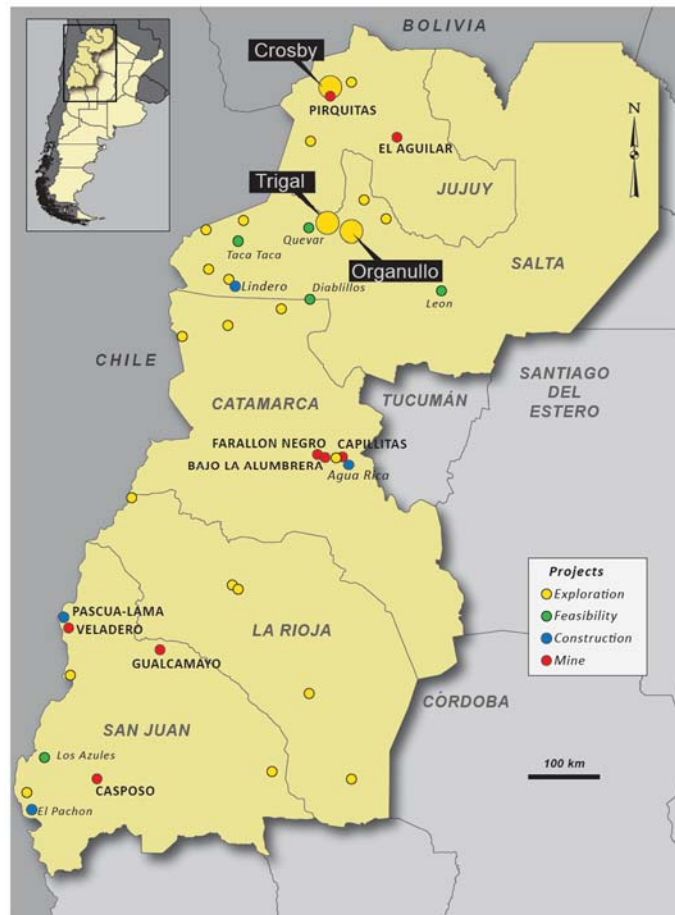 BOLIVIA
Crosby
PIRQUITAS
N
EL AGUILAR
JUJUY
Trigal
Quevar
Taca Taca
Organullo
SALTA
Lindero
Diablillos
Leon
CHILE
SANTIAGO
DEL
ESTERO
CATAMARCA
TUCUMÁN
FARALLON NEGRO
CAPILLITAS
BAJO LA ALUMBRERA
Agua Rica
Projects
Exploration
Feasibility
Construction
Mine
PASCUA-LAMA
VELADERO
LA RIOJA
GUALCAMAYO
CÒRDOBA
SAN JUAN
Los Azules
100 km
CASPOSO
El Pachon